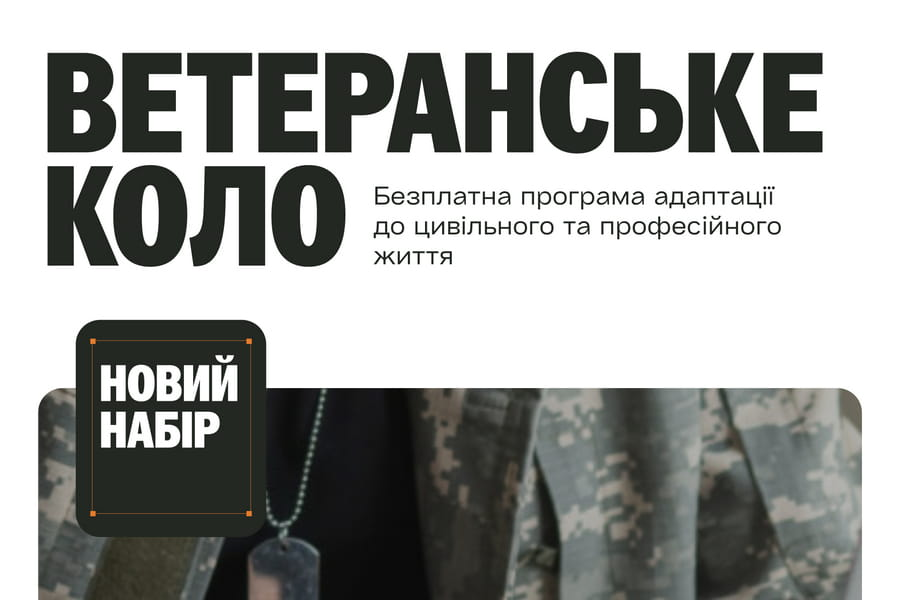 ВЕТЕРАНСЬКЕ
КОЛО
Безплатна програма адаптації
до цивільного та професійного
життя
НОВИЙ
НАБІР